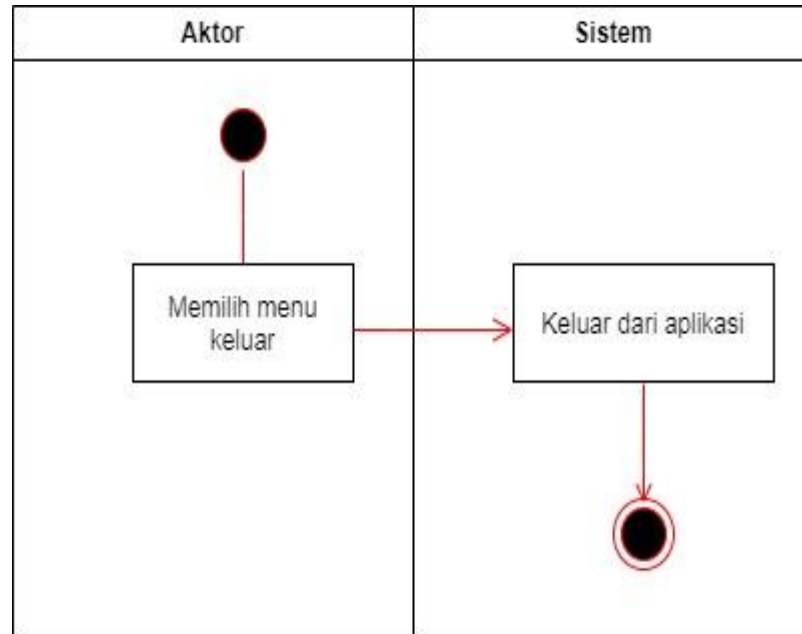 Aktor
Sistem
Memilih menu
keluar
Keluar dari aplikasi